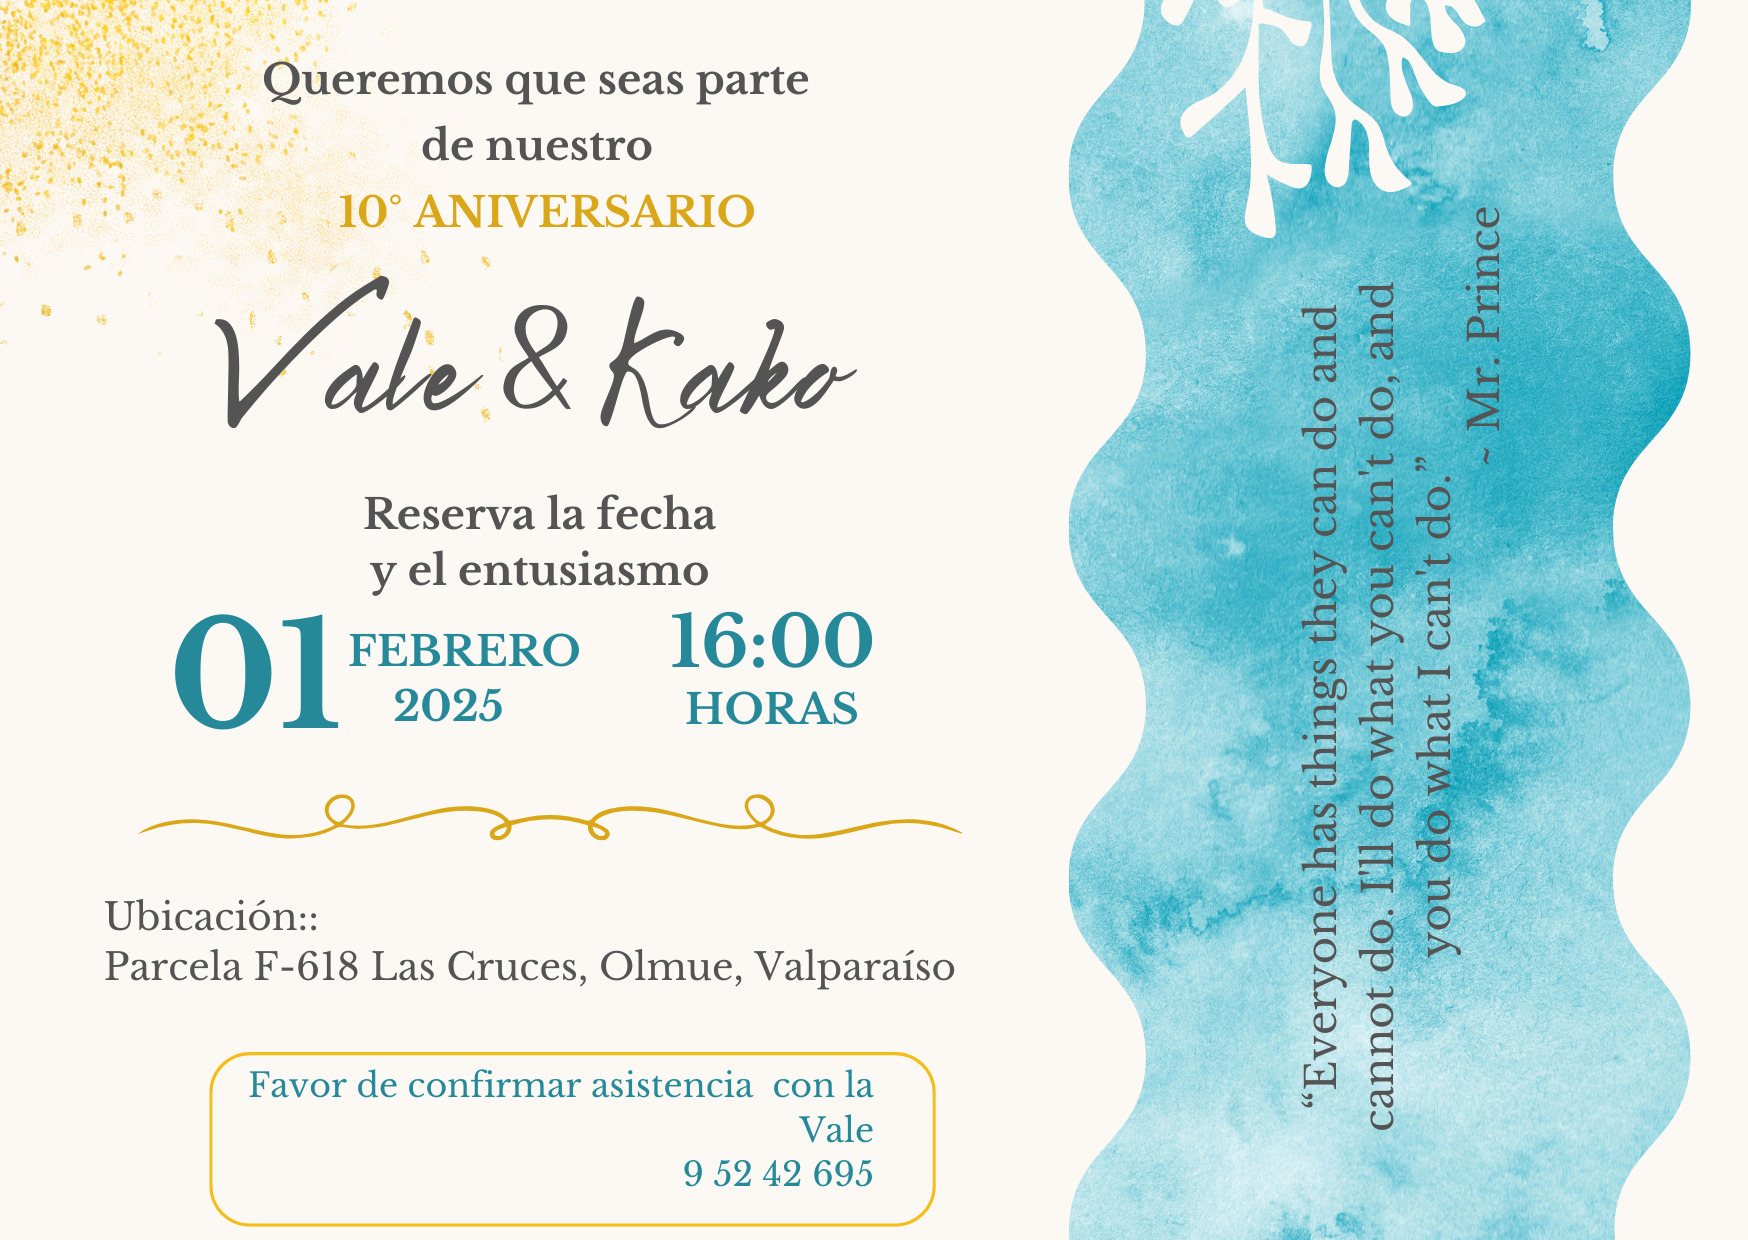 Queremos que seas parte
de nuestro
10° ANIVERSARIO
Vale & Kako
Reserva la fecha
y el entusiasmo
01
FEBRERO
2025
16:00
HORAS
Ubicación::
Parcela F-618 Las Cruces, Olmue, Valparaíso
Favor de confirmar asistencia  con la
Vale
9 52 42 695
“Everyone has things they can do and
cannot do. I'll do what you can't do, and
you do what I can't do.”
~ Mr. Prince